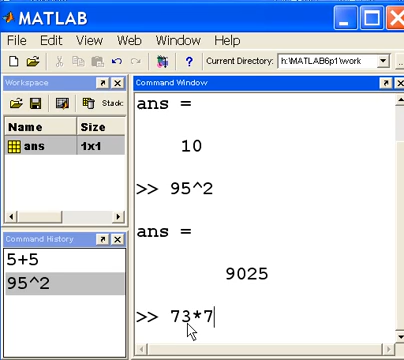 MATLAB
File Edit View Web Window Help
Current Directory: h:\MATLAB6p1\work
Workspace
Stack:
Name Size
ans 1x1
Command History
5+5
95^2
Command Window
ans =
10
>> 95^2
ans =
9025
>> 73*7